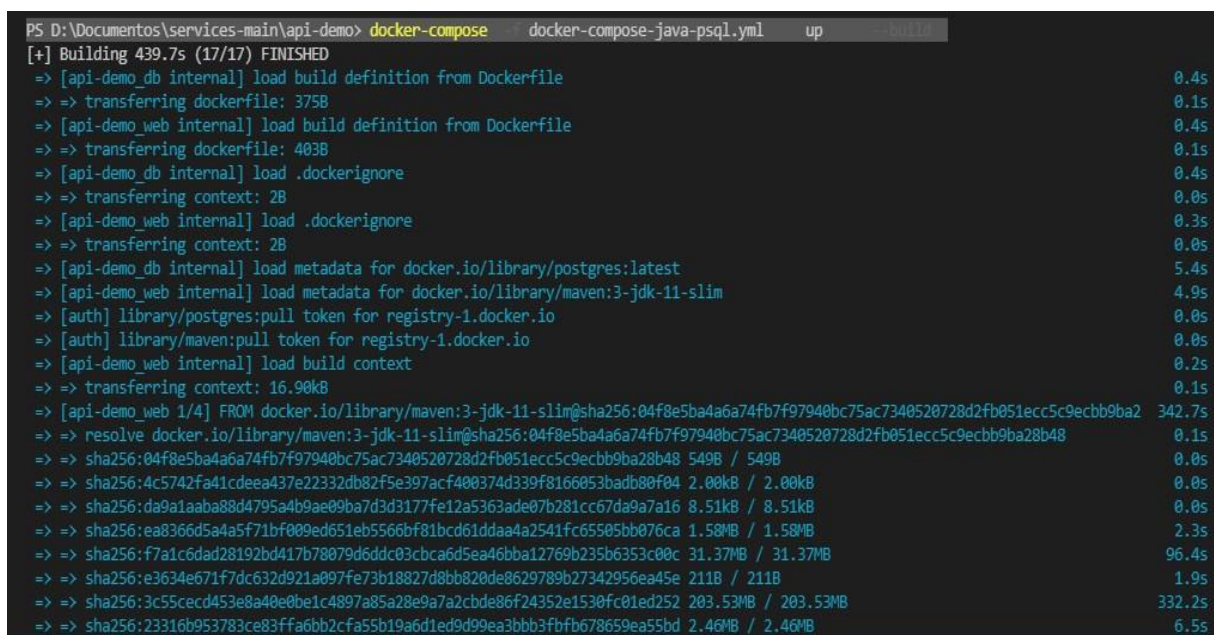 PS D:\Documentos\services-main\api-demo> docker-compose -f docker-compose-java-psql.yml up --build
[+] Building 439.7s (17/17) FINISHED
=> [api-demo_db internal] load build definition from Dockerfile 0.4s
=> => transferring dockerfile: 375B 0.1s
=> [api-demo_web internal] load build definition from Dockerfile 0.4s
=> => transferring dockerfile: 403B 0.1s
=> [api-demo_db internal] load .dockerignore 0.4s
=> => transferring context: 2B 0.0s
=> [api-demo_web internal] load .dockerignore 0.3s
=> => transferring context: 2B 0.0s
=> [api-demo_db internal] load metadata for docker.io/library/postgres:latest 5.4s
=> [api-demo_web internal] load metadata for docker.io/library/maven:3-jdk-11-slim 4.9s
=> [auth] library/postgres:pull token for registry-1.docker.io 0.0s
=> [auth] library/maven:pull token for registry-1.docker.io 0.0s
=> [api-demo_web internal] load build context 0.2s
=> => transferring context: 16.90kB 0.1s
=> [api-demo_web 1/4] FROM docker.io/library/maven:3-jdk-11-slim@sha256:04f8e5ba4a6a74fb7f97940bc75ac7340520728d2fb051ecc5c9ecbb9ba2 342.7s
=> => resolve docker.io/library/maven:3-jdk-11-slim@sha256:04f8e5ba4a6a74fb7f97940bc75ac7340520728d2fb051ecc5c9ecbb9ba28b48 0.1s
=> => sha256:04f8e5ba4a6a74fb7f97940bc75ac7340520728d2fb051ecc5c9ecbb9ba28b48 549B / 549B 0.0s
=> => sha256:4c5742fa41cdeea437e22332db82f5e397acf400374d339f8166053badb80f04 2.00kB / 2.00kB 0.0s
=> => sha256:da9a1aaba88d4795a4b9ae09ba7d3d3177fe12a5363ade07b281cc67da9a7a16 8.51kB / 8.51kB 0.0s
=> => sha256:ea8366d5a4a5f71bf009ed651eb5566bf81bcd61ddaa4a2541fc65505bb076ca 1.58MB / 1.58MB 2.3s
=> => sha256:f7a1c6dad28192bd417b78079d6ddc03cbca6d5ea46bba12769b235b6353c00c 31.37MB / 31.37MB 96.4s
=> => sha256:e3634e671f7dc632d921a097fe73b18827d8bb820de8629789b27342956ea45e 211B / 211B 1.9s
=> => sha256:3c55cecd453e8a40e0be1c4897a85a28e9a7a2cbde86f24352e1530fc01ed252 203.53MB / 203.53MB 332.2s
=> => sha256:23316b953783ce83ffa6bb2cfa55b19a6d1ed9d99ea3bbb3fbfb678659ea55bd 2.46MB / 2.46MB 6.5s